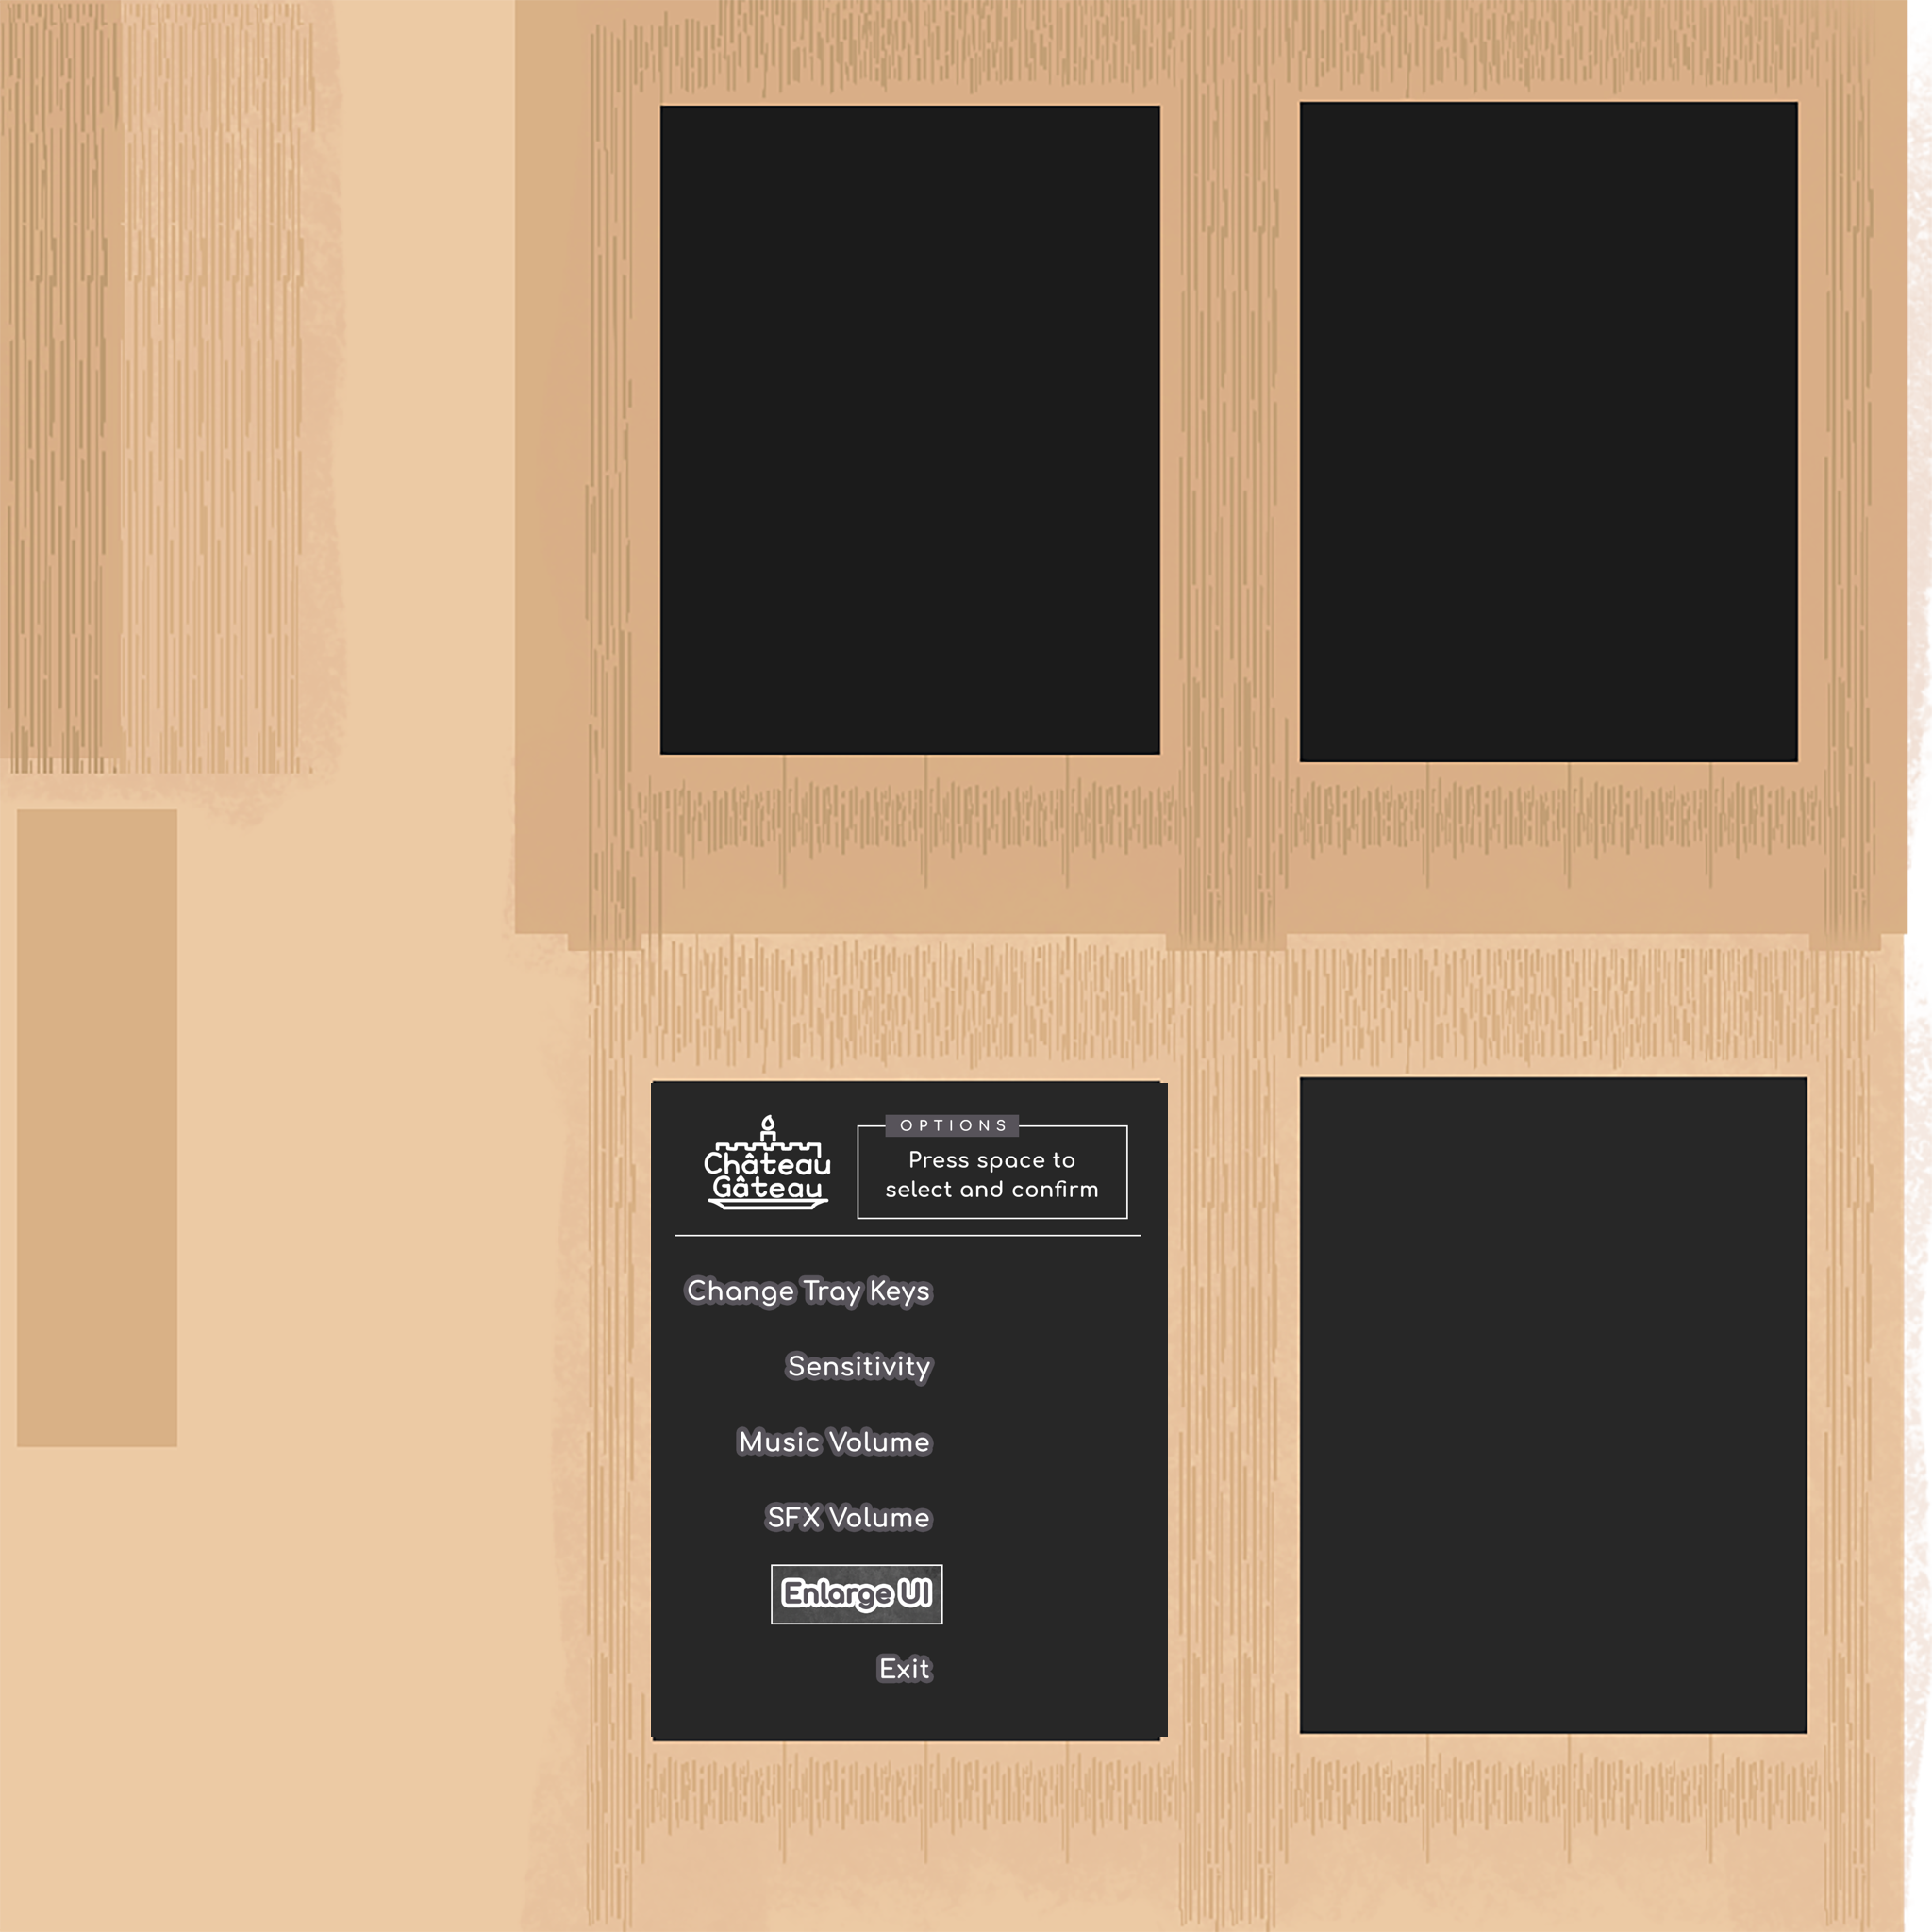 Château
Gâteau
OPTIONS
Press space to
select and confirm
Change Tray Keys
Sensitivity
Music Volume
SFX Volume
Enlarge UI
Exit